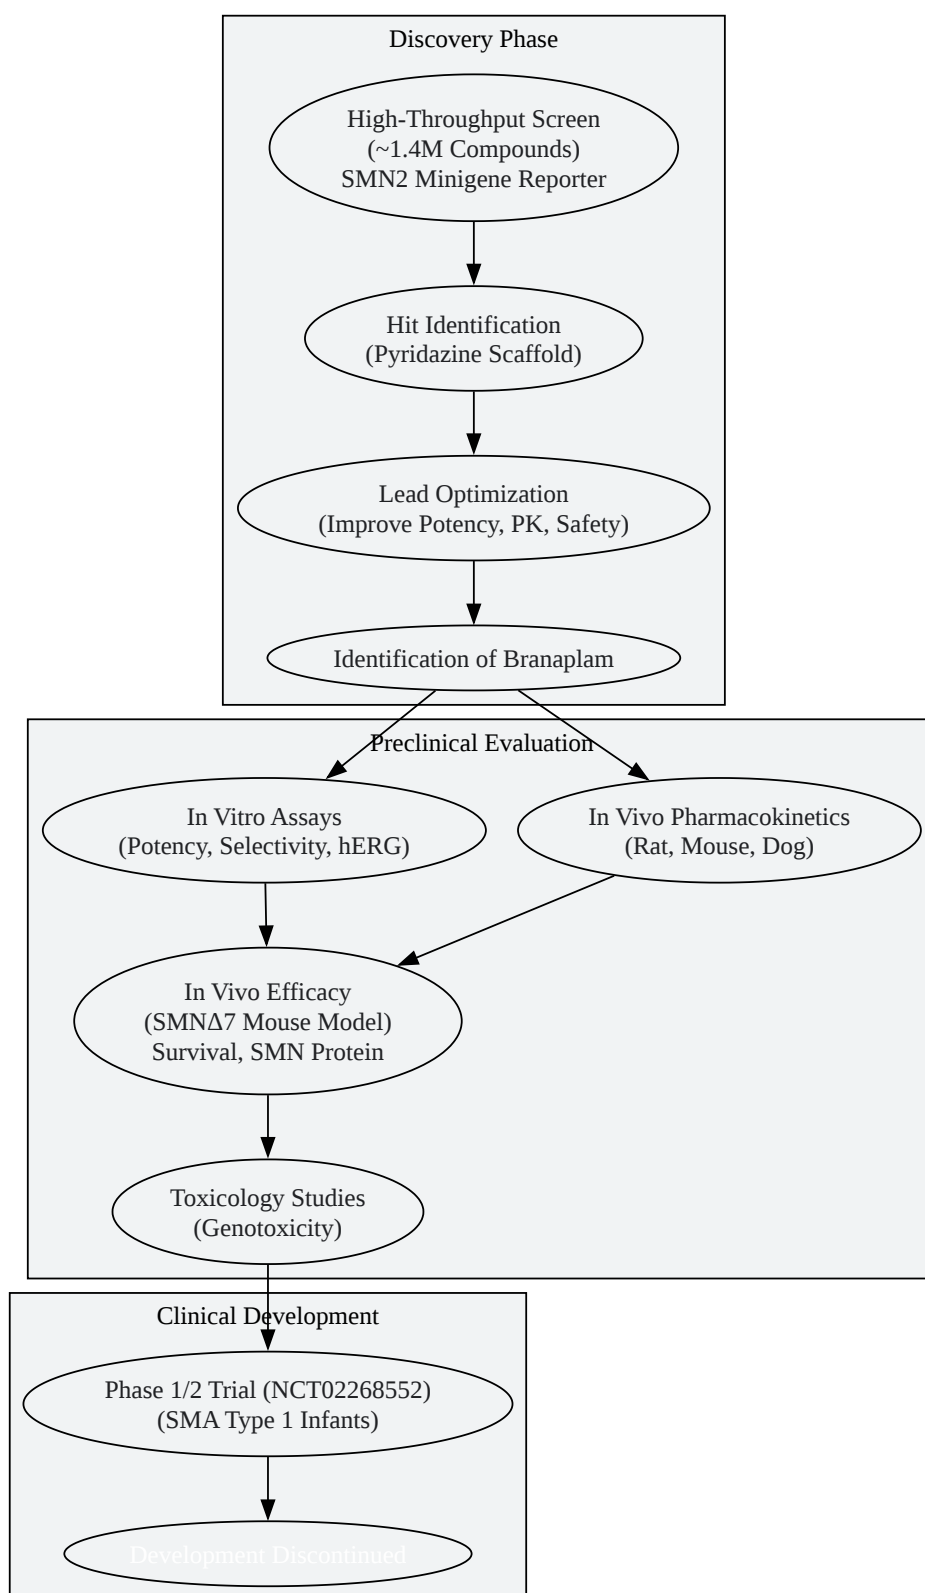 Discovery Phase
High-Throughput Screen
(~1.4M Compounds)
SMN2 Minigene Reporter
Hit Identification
(Pyridazine Scaffold)
Lead Optimization
(Improve Potency, PK, Safety)
Identification of Branaplam
Preclinical Evaluation
In Vitro Assays
(Potency, Selectivity, hERG)
In Vivo Pharmacokinetics
(Rat, Mouse, Dog)
In Vivo Efficacy
(SMNΔ7 Mouse Model)
Survival, SMN Protein
Toxicology Studies
(Genotoxicity)
Clinical Development
Phase 1/2 Trial (NCT02268552)
(SMA Type 1 Infants)
Development Discontinued